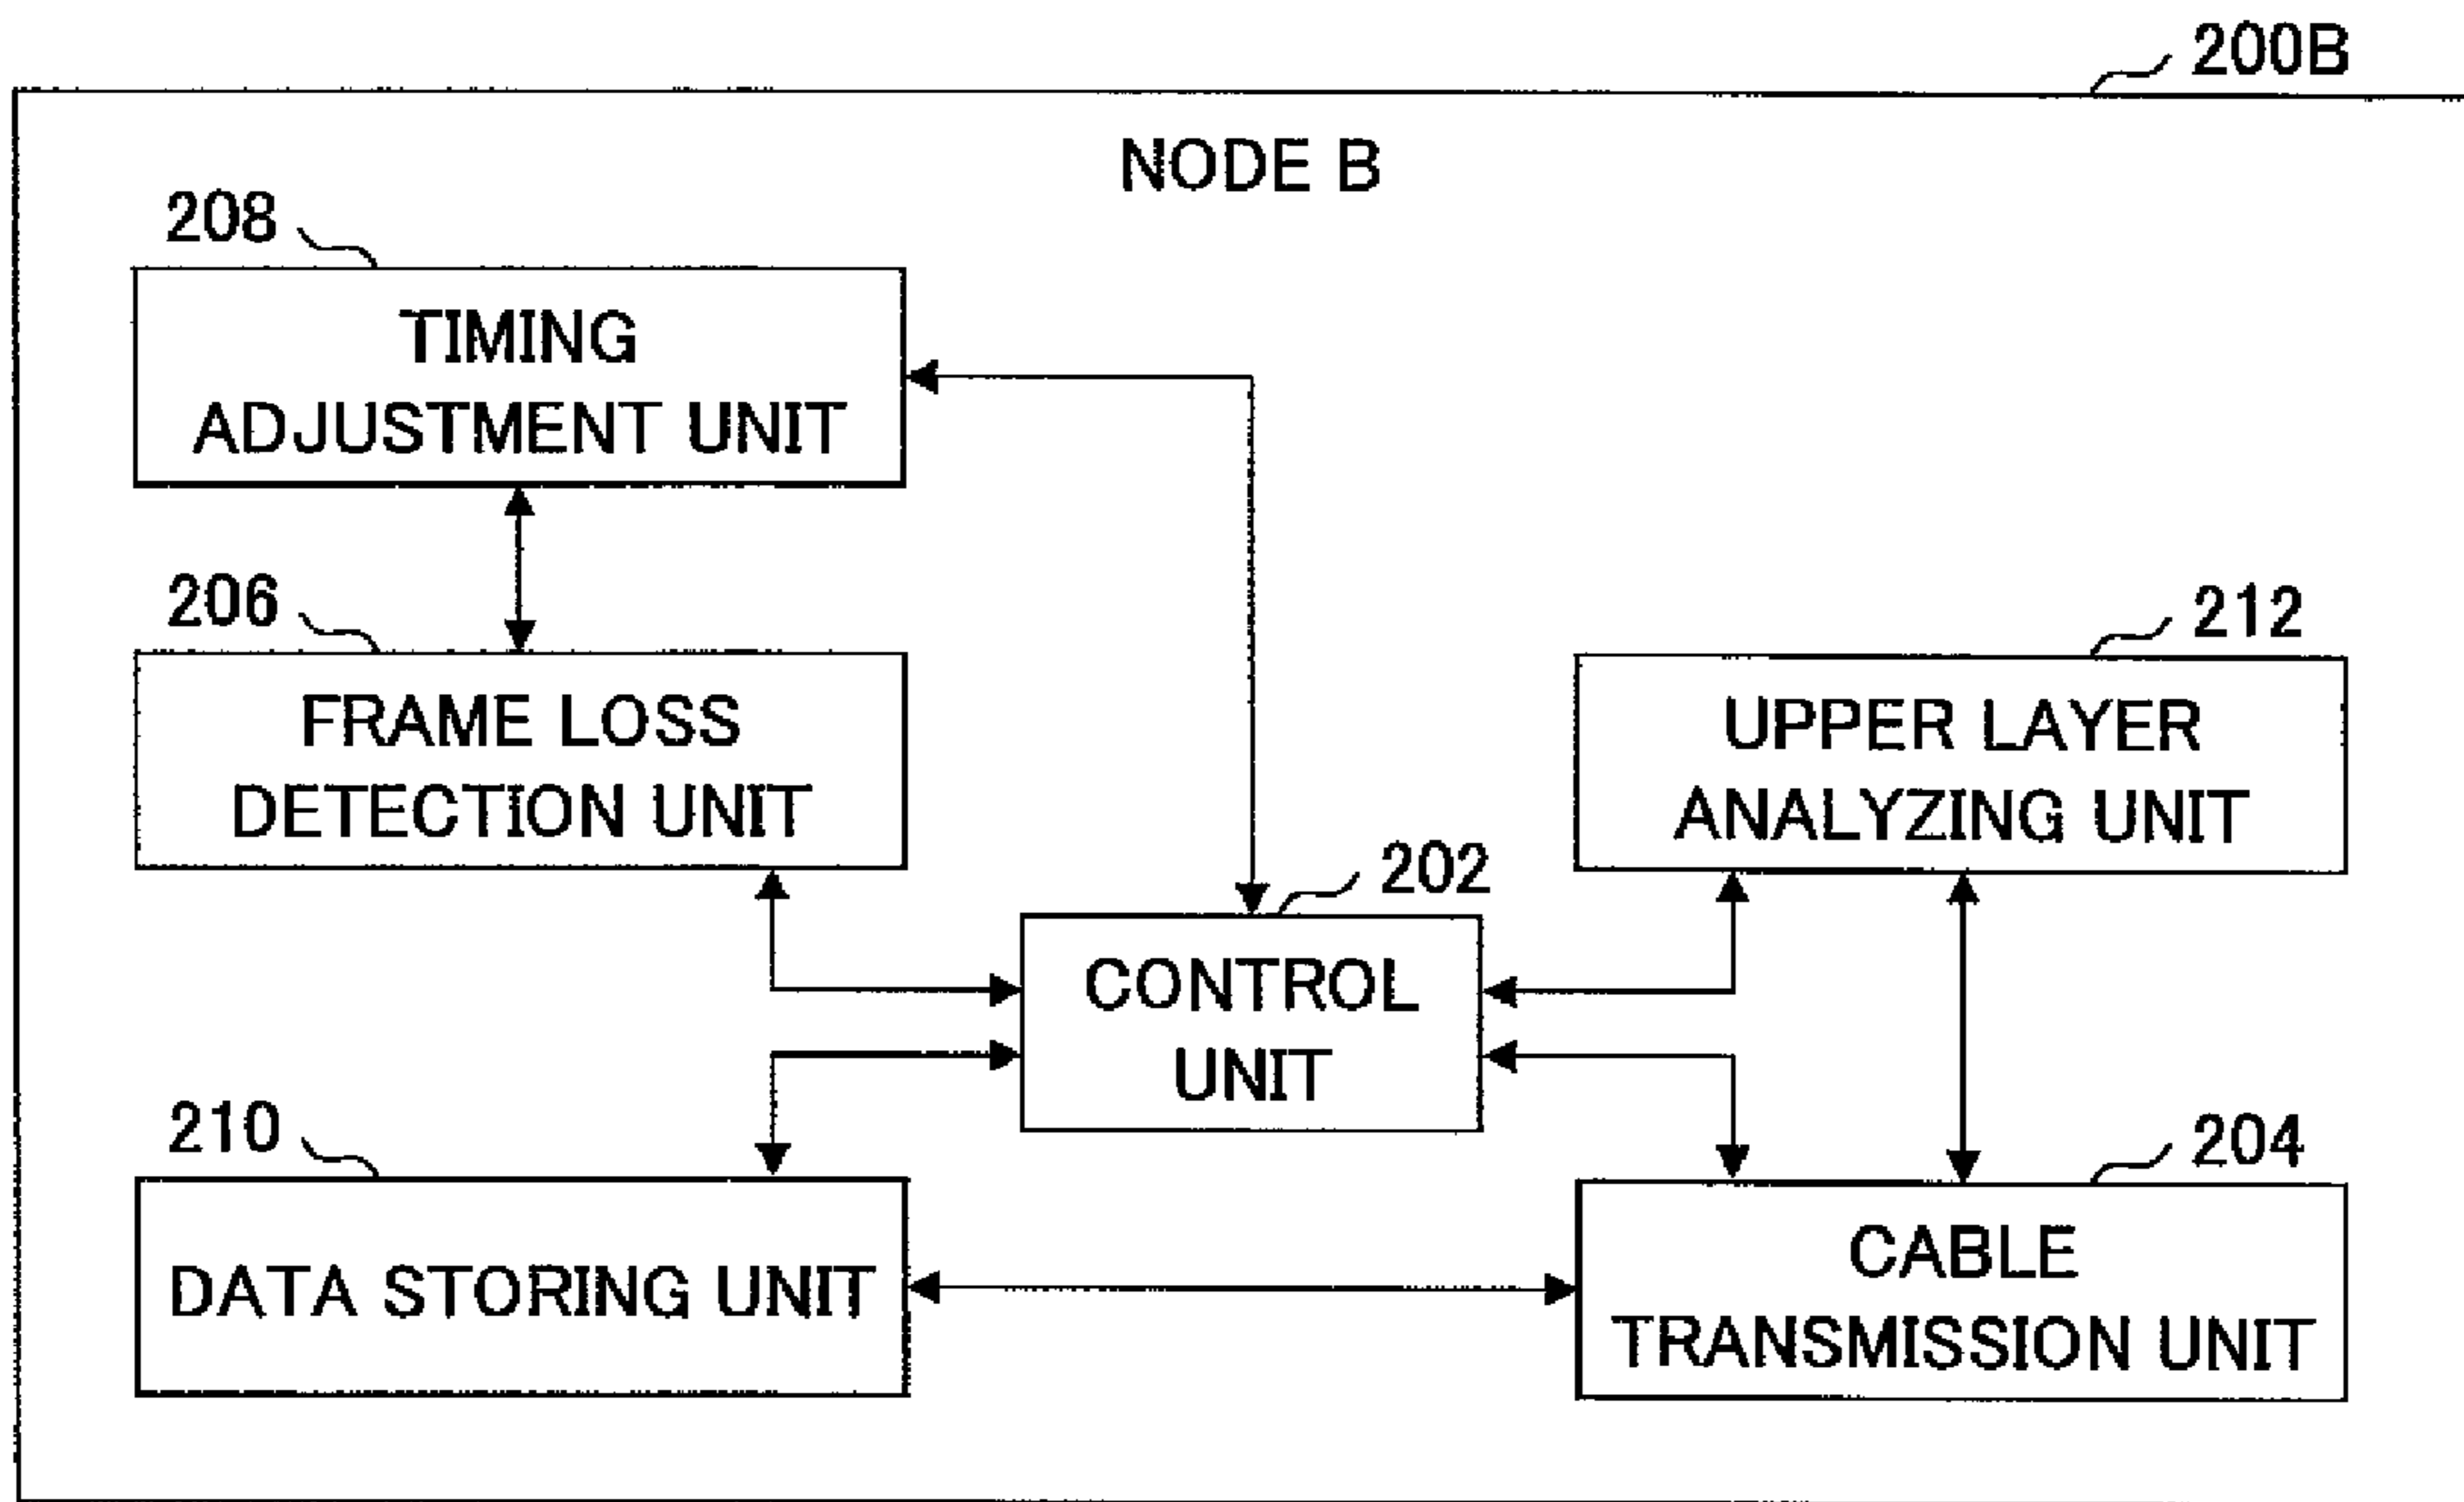 200B
NODE B
208
TIMING
ADJUSTMENT UNIT
206
FRAME LOSS
DETECTION UNIT
212
UPPER LAYER
ANALYZING UNIT
202
CONTROL
UNIT
210
DATA STORING UNIT
204
CABLE
TRANSMISSION UNIT